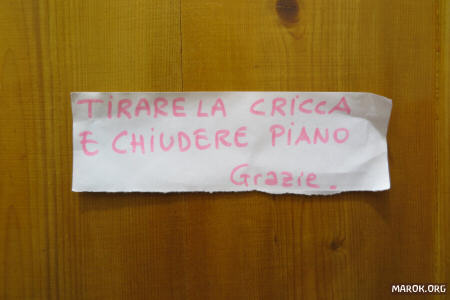 TIRARE LA CRICCA
E CHIUDERE PIANO
Grazie.
MAROK.ORG